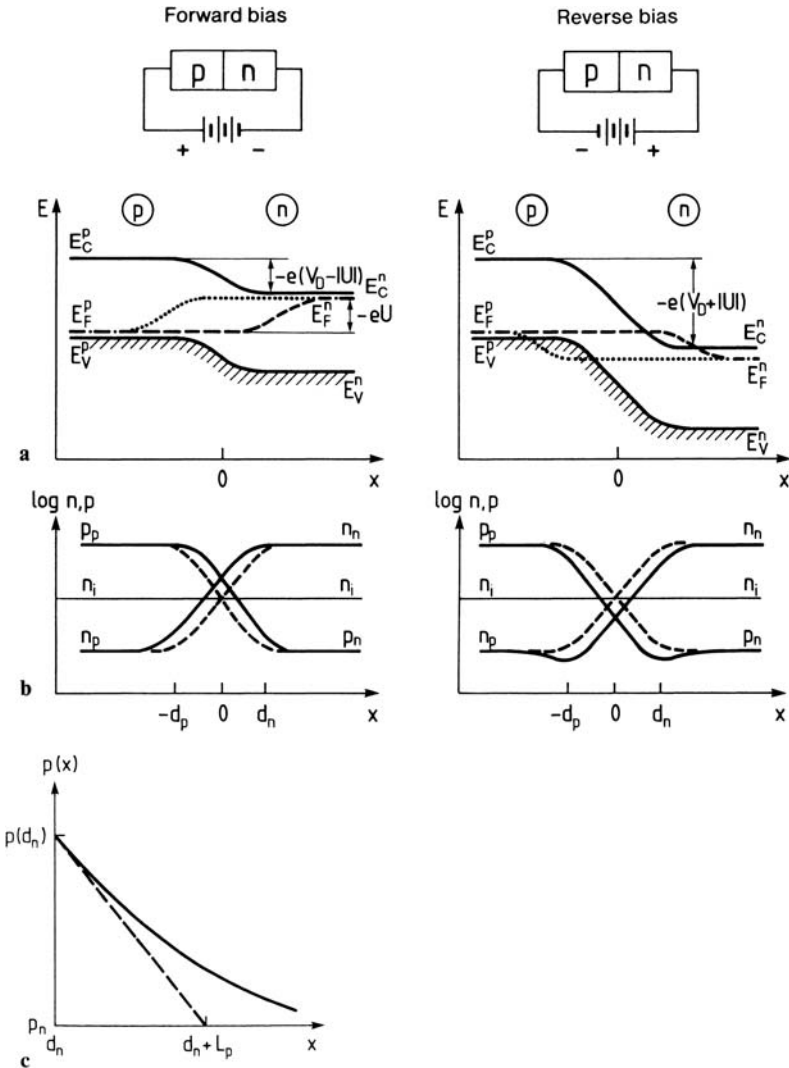 Forward bias
Reverse bias
p n
p n
+ −
− +
E p n
E_C^p
−e(V_D−|U|) E_C^n
E_F^p E_F^n −eU
E_V^p
E_V^n
a
0 x
E p n
E_C^p
−e(V_D+|U|)
E_F^p E_C^n
E_V^p E_F^n
E_V^n
0 x
log n,p
p_p n_n
n_i n_i
n_p p_n
b
−d_p 0 d_n x
log n, p
p_p n_n
n_i n_i
n_p p_n
−d_p 0 d_n x
p(x)
p(d_n)
p_n
d_n d_n+L_p x
c